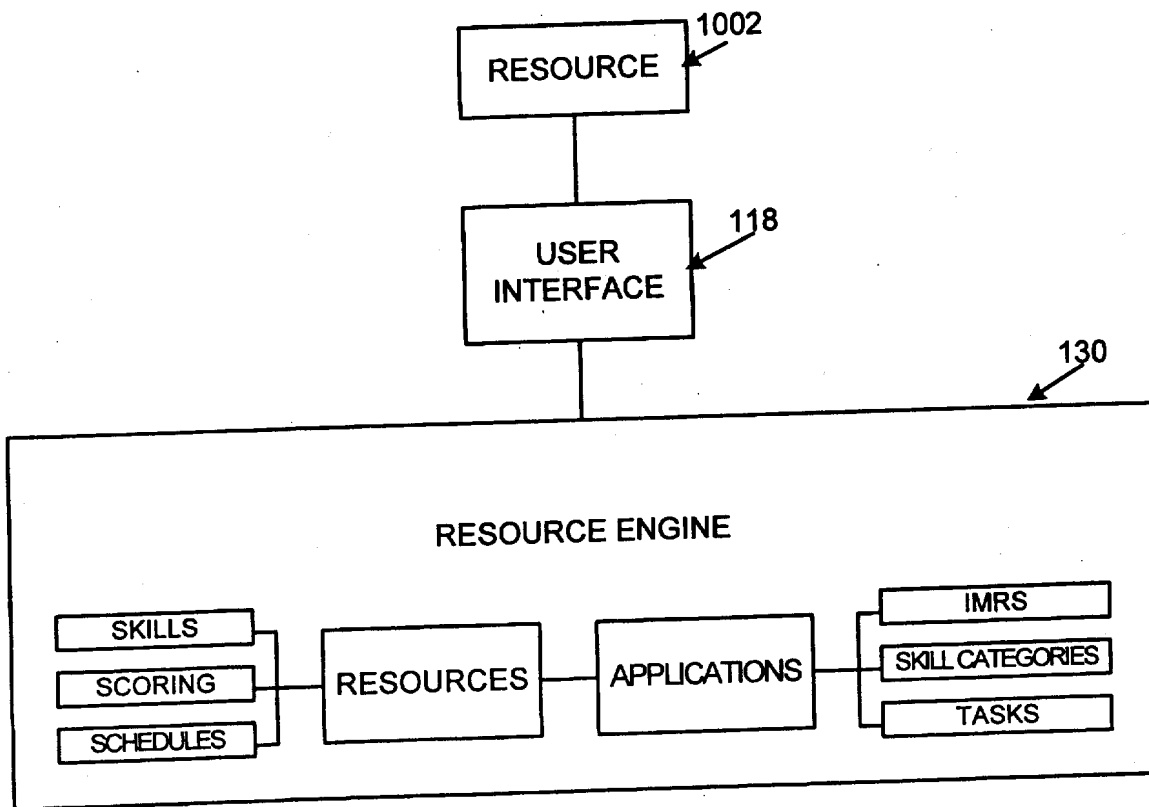 1002
RESOURCE
118
USER
INTERFACE
130
RESOURCE ENGINE
SKILLS
SCORING
SCHEDULES
RESOURCES
APPLICATIONS
IMRS
SKILL CATEGORIES
TASKS